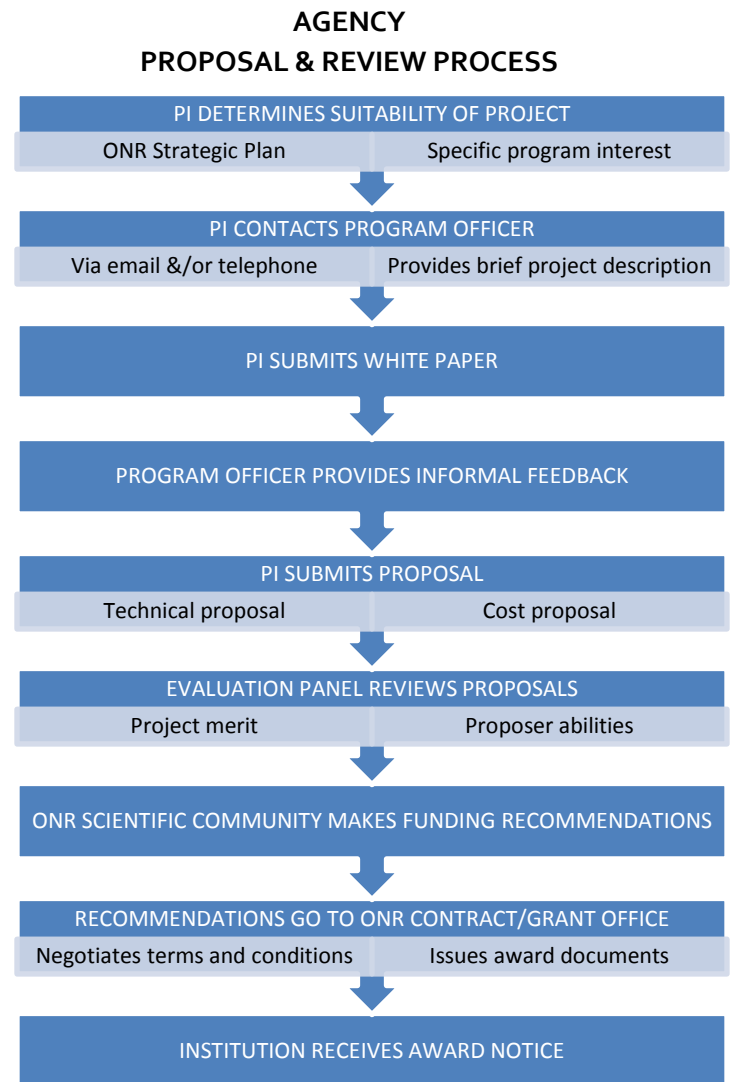 AGENCY
PROPOSAL & REVIEW PROCESS
PI DETERMINES SUITABILITY OF PROJECT
ONR Strategic Plan
Specific program interest
PI CONTACTS PROGRAM OFFICER
Via email &/or telephone
Provides brief project description
PI SUBMITS WHITE PAPER
PROGRAM OFFICER PROVIDES INFORMAL FEEDBACK
PI SUBMITS PROPOSAL
Technical proposal
Cost proposal
EVALUATION PANEL REVIEWS PROPOSALS
Project merit
Proposer abilities
ONR SCIENTIFIC COMMUNITY MAKES FUNDING RECOMMENDATIONS
RECOMMENDATIONS GO TO ONR CONTRACT/GRANT OFFICE
Negotiates terms and conditions
Issues award documents
INSTITUTION RECEIVES AWARD NOTICE